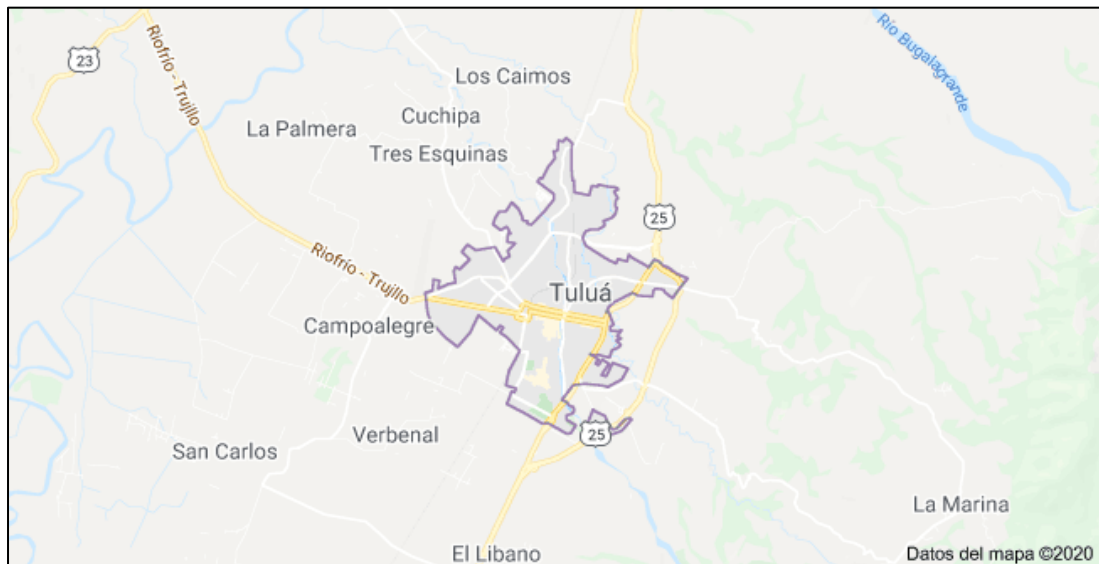 23
Riofrío - Trujllo
Río Bugalagrande
Los Caimos
Cuchipa
La Palmera
Tres Esquinas
25
Riofrío - Trujillo
Tuluá
Campoalegre
Verbenal
25
San Carlos
La Marina
El Libano
Datos del mapa ©2020